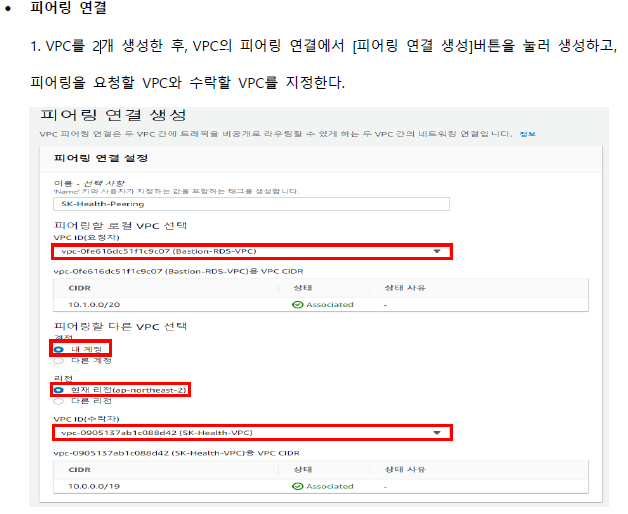 • 피어링 연결
1. VPC를 2개 생성한 후, VPC의 피어링 연결에서 [피어링 연결 생성]버튼을 눌러 생성하고,
피어링을 요청할 VPC와 수락할 VPC를 지정한다.
피어링 연결 생성
VPC 피어링 연결은 두 VPC 간에 트래픽을 비공개로 라우팅할 수 있게 하는 두 VPC 간의 네트워킹 연결입니다. 정보
피어링 연결 설정
이름 - 선택 사항
'Name' 키와 사용자가 지정하는 값을 포함하는 태그를 생성합니다.
SK-Health-Peering
피어링할 로컬 VPC 선택
VPC ID(요청자)
vpc-0fe616dc51f1c9c07 (Bastion-RDS-VPC)
vpc-0fe616dc51f1c9c07 (Bastion-RDS-VPC)용 VPC CIDR
CIDR 상태 상태 사유
10.1.0.0/20 Associated -
피어링할 다른 VPC 선택
계정
내 계정
다른 계정
리전
현재 리전(ap-northeast-2)
다른 리전
VPC ID(수락자)
vpc-0905137ab1c088d42 (SK-Health-VPC)
vpc-0905137ab1c088d42 (SK-Health-VPC)용 VPC CIDR
CIDR 상태 상태 사유
10.0.0.0/19 Associated -